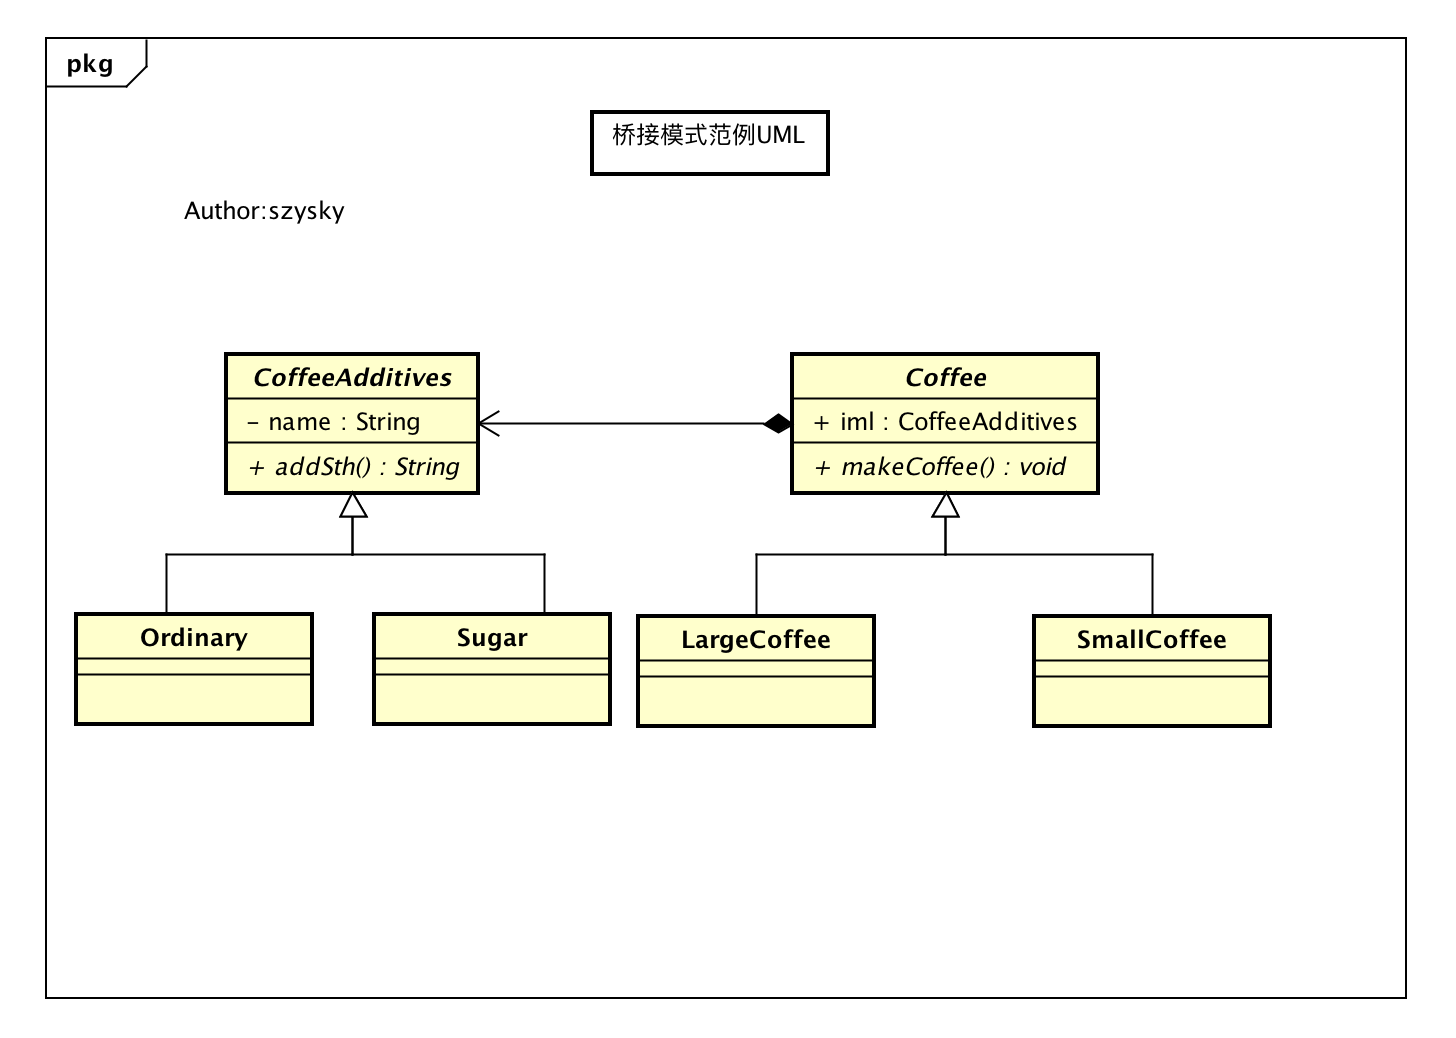 pkg
桥接模式范例UML
Author:szysky
CoffeeAdditives
- name : String
+ addSth() : String
Coffee
+ iml : CoffeeAdditives
+ makeCoffee() : void
Ordinary
Sugar
LargeCoffee
SmallCoffee